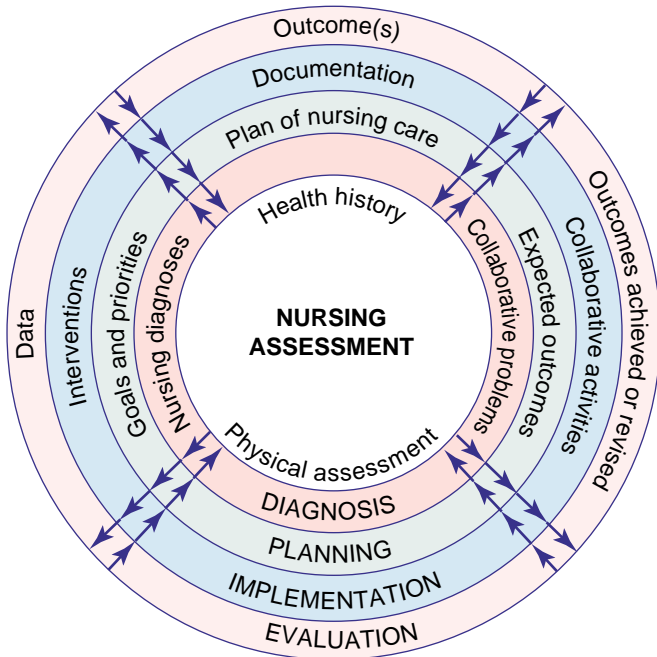 Outcome(s)
Documentation
Plan of nursing care
Health history
Data
Interventions
Goals and priorities
Nursing diagnoses
NURSING
ASSESSMENT
Collaborative problems
Expected outcomes
Collaborative activities
Outcomes achieved or revised
Physical assessment
DIAGNOSIS
PLANNING
IMPLEMENTATION
EVALUATION